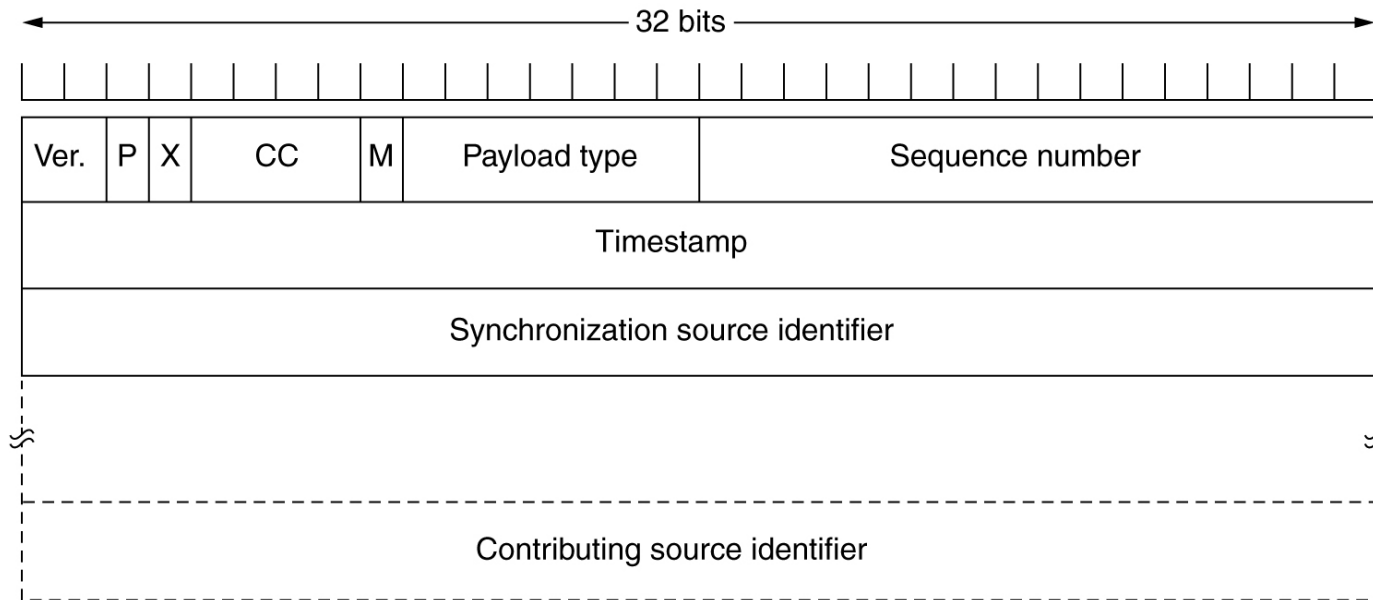 32 bits
Ver. P X CC M Payload type Sequence number
Timestamp
Synchronization source identifier
Contributing source identifier